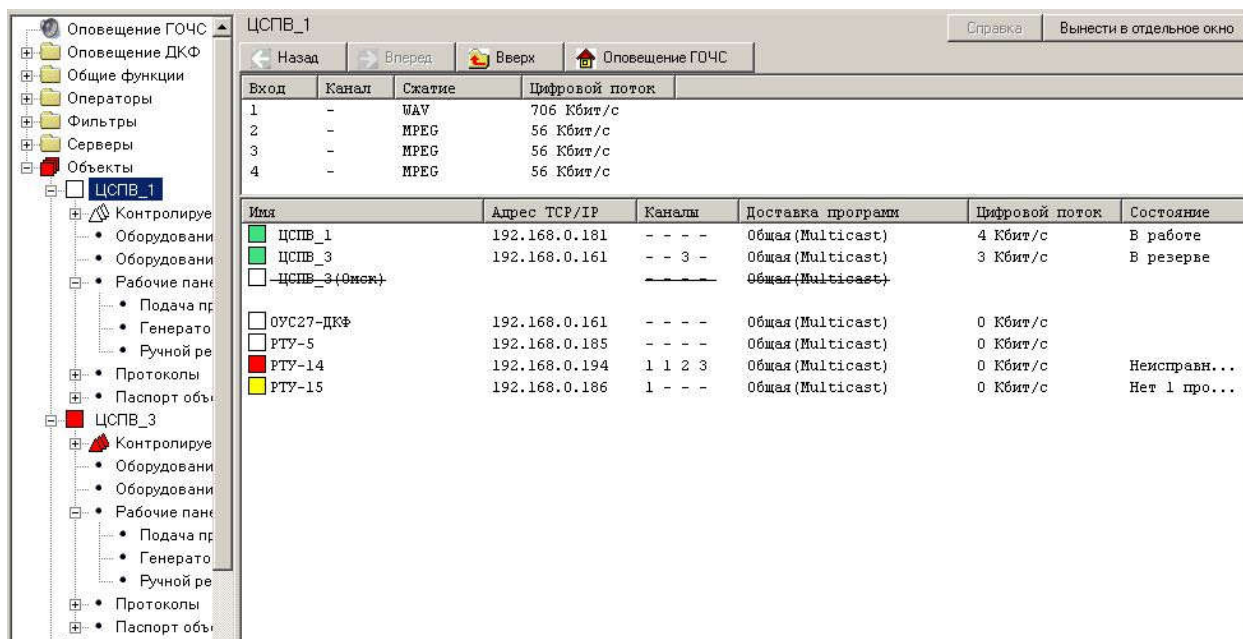 Оповещение ГОЧС
Оповещение ДКФ
Общие функции
Операторы
Фильтры
Серверы
Объекты
ЦСПВ_1
Контролируе
Оборудовани
Оборудовани
Рабочие пане
Подача пр
Генерато
Ручной ре
Протоколы
Паспорт объ
ЦСПВ_3
Контролируе
Оборудовани
Оборудовани
Рабочие пане
Подача пр
Генерато
Ручной ре
Протоколы
Паспорт объ
ЦСПВ_1 Справка Вынести в отдельное окно
Назад Вперед Вверх Оповещение ГОЧС
Вход Канал Сжатие Цифровой поток
1 - WAV 706 Кбит/с
2 - MPEG 56 Кбит/с
3 - MPEG 56 Кбит/с
4 - MPEG 56 Кбит/с
Имя Адрес TCP/IP Каналы Доставка программ Цифровой поток Состояние
ЦСПВ_1 192.168.0.181 - - - - Общая(Multicast) 4 Кбит/с В работе
ЦСПВ_3 192.168.0.161 - - 3 - Общая(Multicast) 3 Кбит/с В резерве
ЦСПВ_3(Омск) - - - - Общая(Multicast)
ОУС27-ДКФ 192.168.0.161 - - - - Общая(Multicast) 0 Кбит/с
РТУ-5 192.168.0.185 - - - - Общая(Multicast) 0 Кбит/с
РТУ-14 192.168.0.194 1 1 2 3 Общая(Multicast) 0 Кбит/с Неисправн...
РТУ-15 192.168.0.186 1 - - - Общая(Multicast) 0 Кбит/с Нет 1 про...